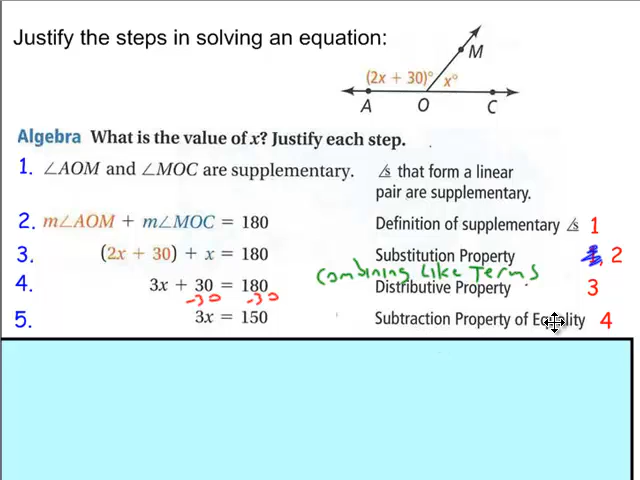 Justify the steps in solving an equation:
M
(2x + 30)° x°
A O C
Algebra What is the value of x? Justify each step.
1. ∠AOM and ∠MOC are supplementary. ∠s that form a linear
pair are supplementary.
2. m∠AOM + m∠MOC = 180 Definition of supplementary ∠s 1
3. (2x + 30) + x = 180 Substitution Property 2
Combining Like Terms
4. 3x + 30 = 180 Distributive Property 3
-30 -30
5. 3x = 150 Subtraction Property of Equality 4